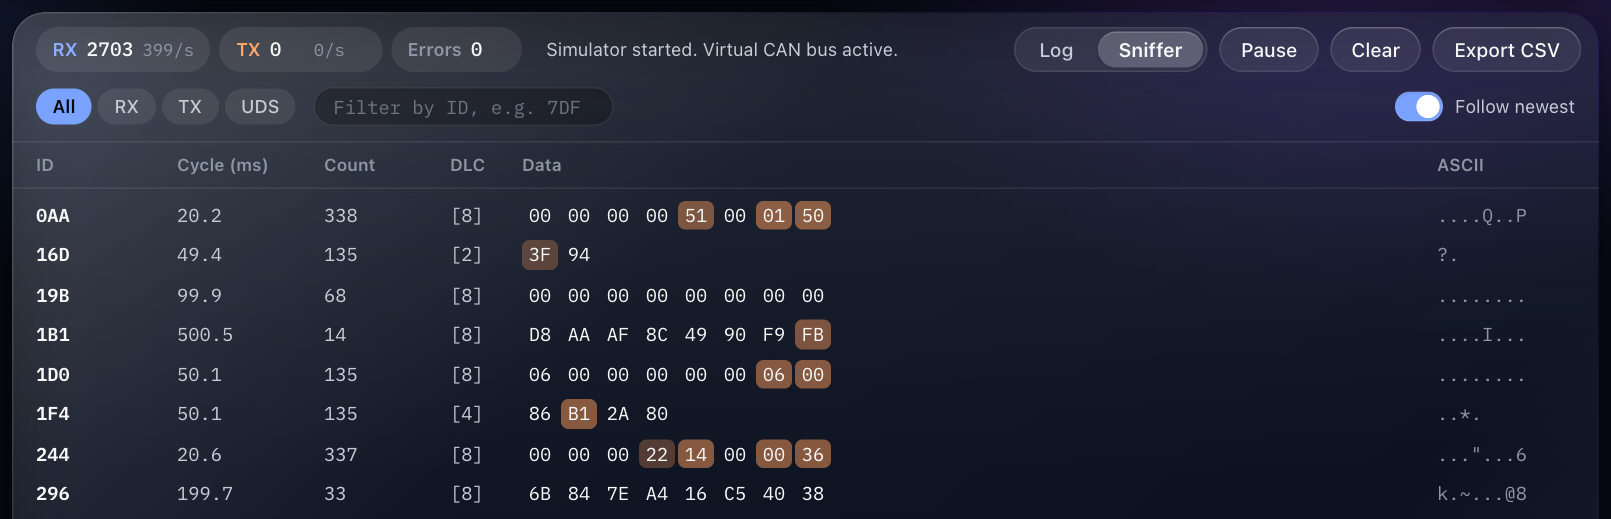 RX 2703 399/s TX 0 0/s Errors 0 Simulator started. Virtual CAN bus active. Log Sniffer Pause Clear Export CSV
All RX TX UDS Filter by ID, e.g. 7DF Follow newest
ID Cycle (ms) Count DLC Data ASCII
0AA 20.2 338 [8] 00 00 00 00 51 00 01 50 ....Q..P
16D 49.4 135 [2] 3F 94 ?.
19B 99.9 68 [8] 00 00 00 00 00 00 00 00 ........
1B1 500.5 14 [8] D8 AA AF 8C 49 90 F9 FB ....I...
1D0 50.1 135 [8] 06 00 00 00 00 00 06 00 ........
1F4 50.1 135 [4] 86 B1 2A 80 ..*.
244 20.6 337 [8] 00 00 00 22 14 00 00 36 ..."...6
296 199.7 33 [8] 6B 84 7E A4 16 C5 40 38 k.~...@8